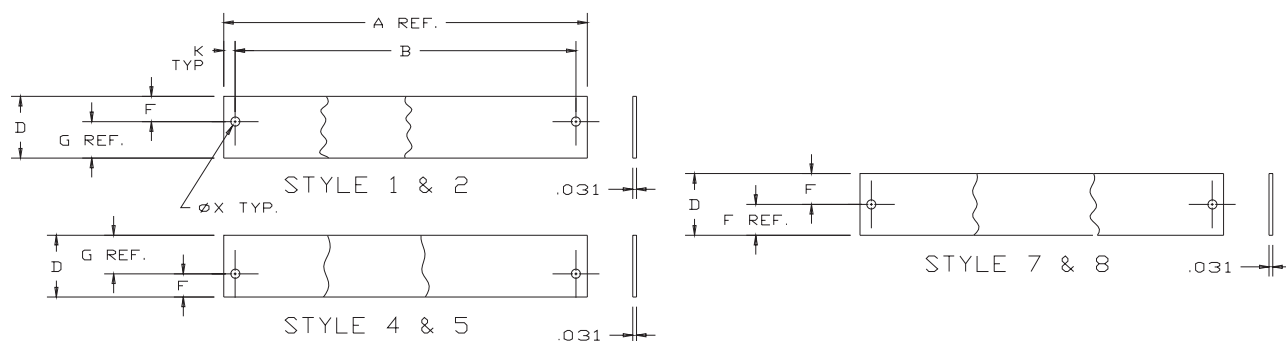 A REF.
K
TYP
B
F
D
G REF.
STYLE 1 & 2
.031
ØX TYP.
G REF.
D
F
STYLE 4 & 5
.031
F
D
F REF.
STYLE 7 & 8
.031